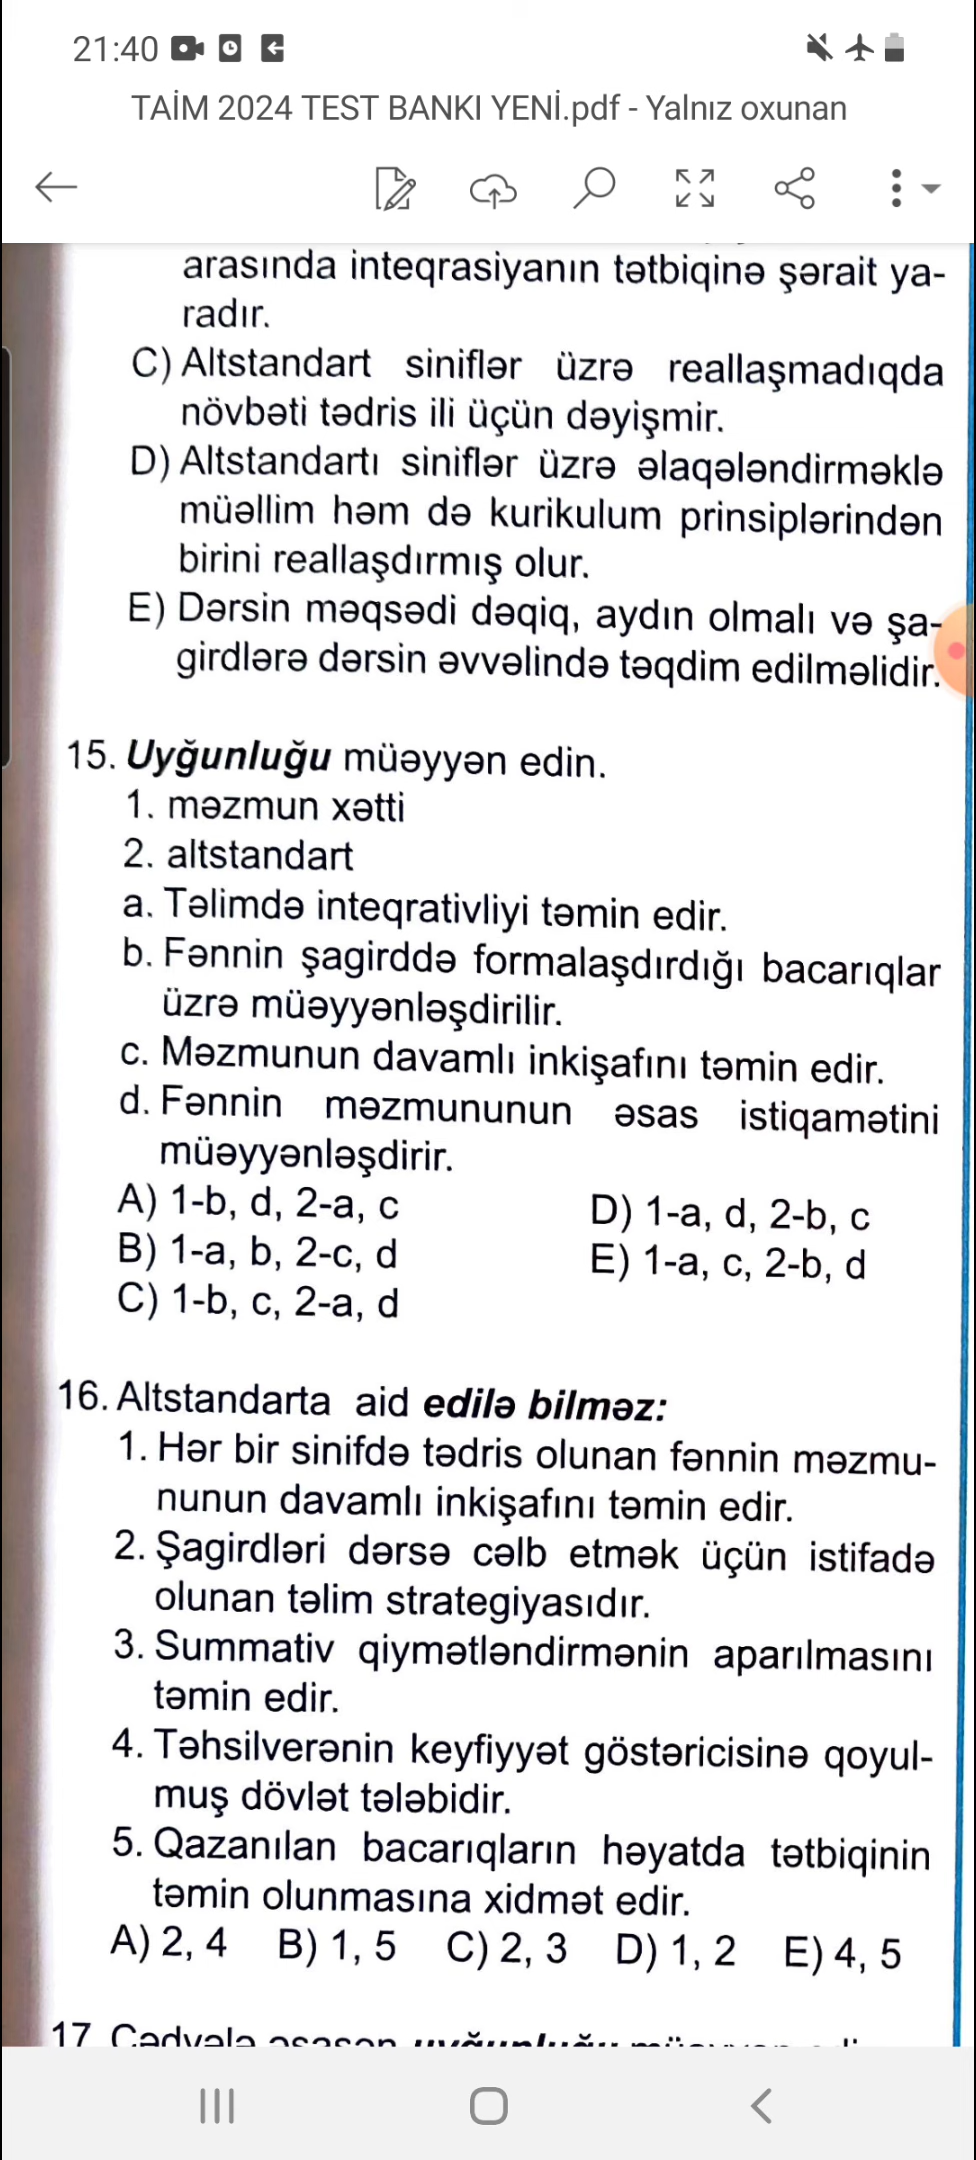 21:40
TAİM 2024 TEST BANKI YENİ.pdf - Yalnız oxunan
arasında inteqrasiyanın tətbiqinə şərait ya-
radır.
C) Altstandart siniflər üzrə reallaşmadıqda
növbəti tədris ili üçün dəyişmir.
D) Altstandartı siniflər üzrə əlaqələndirməklə
müəllim həm də kurikulum prinsiplərindən
birini reallaşdırmış olur.
E) Dərsin məqsədi dəqiq, aydın olmalı və şa-
girdlərə dərsin əvvəlində təqdim edilməlidir.
15. Uyğunluğu müəyyən edin.
1. məzmun xətti
2. altstandart
a. Təlimdə inteqrativliyi təmin edir.
b. Fənnin şagirddə formalaşdırdığı bacarıqlar
üzrə müəyyənləşdirilir.
c. Məzmunun davamlı inkişafını təmin edir.
d. Fənnin məzmununun əsas istiqamətini
müəyyənləşdirir.
A) 1-b, d, 2-a, c
B) 1-a, b, 2-c, d
C) 1-b, c, 2-a, d
D) 1-a, d, 2-b, c
E) 1-a, c, 2-b, d
16. Altstandarta aid edilə bilməz:
1. Hər bir sinifdə tədris olunan fənnin məzmu-
nunun davamlı inkişafını təmin edir.
2. Şagirdləri dərsə cəlb etmək üçün istifadə
olunan təlim strategiyasıdır.
3. Summativ qiymətləndirmənin aparılmasını
təmin edir.
4. Təhsilverənin keyfiyyət göstəricisinə qoyul-
muş dövlət tələbidir.
5. Qazanılan bacarıqların həyatda tətbiqinin
təmin olunmasına xidmət edir.
A) 2, 4 B) 1, 5 C) 2, 3 D) 1, 2 E) 4, 5
17 Cədvələ əsasən uyğunluğu